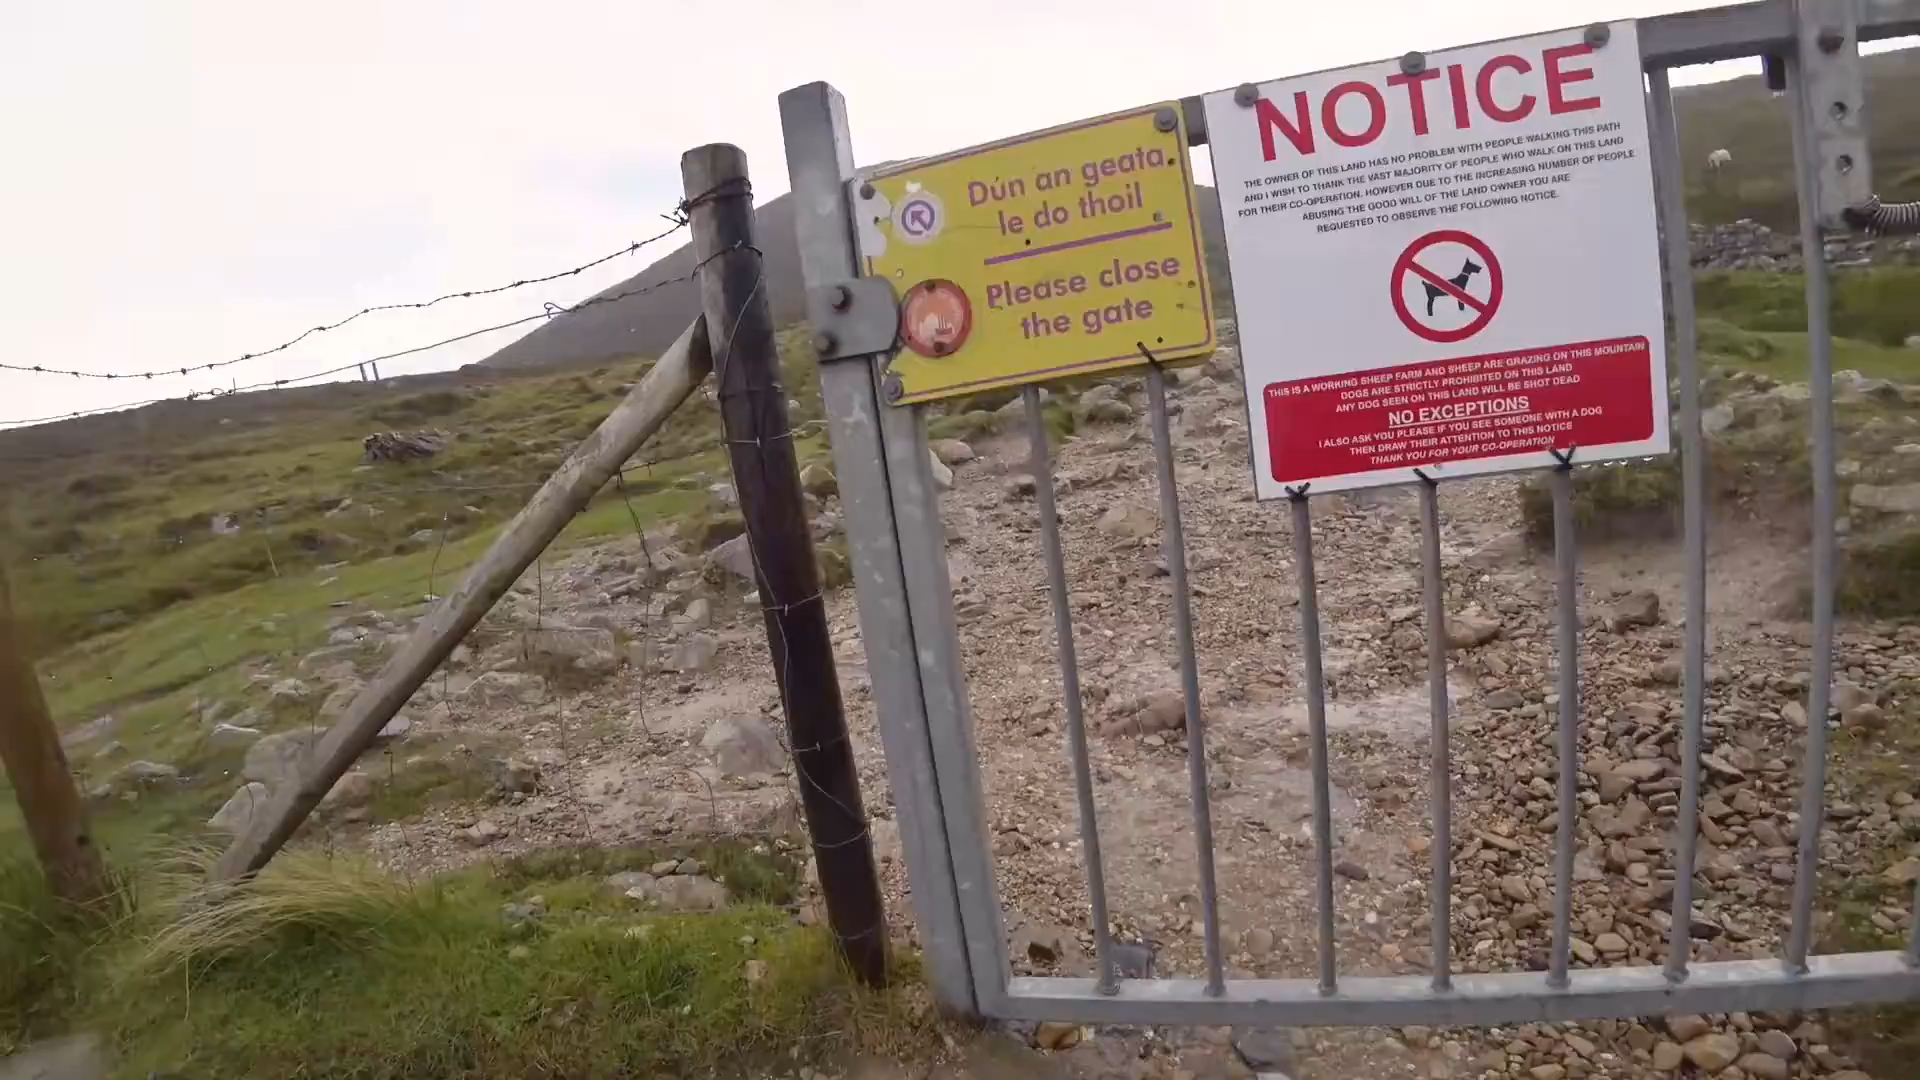 Dún an geata
le do thoil
Please close
the gate
NOTICE
THE OWNER OF THIS LAND HAS NO PROBLEM WITH PEOPLE WALKING THIS PATH
AND I WISH TO THANK THE VAST MAJORITY OF PEOPLE WHO WALK ON THIS LAND
FOR THEIR CO-OPERATION. HOWEVER DUE TO THE INCREASING NUMBER OF PEOPLE
ABUSING THE GOOD WILL OF THE LAND OWNER YOU ARE
REQUESTED TO OBSERVE THE FOLLOWING NOTICE.
THIS IS A WORKING SHEEP FARM AND SHEEP ARE GRAZING ON THIS MOUNTAIN
DOGS ARE STRICTLY PROHIBITED ON THIS LAND
ANY DOG SEEN ON THIS LAND WILL BE SHOT DEAD
NO EXCEPTIONS
I ALSO ASK YOU PLEASE IF YOU SEE SOMEONE WITH A DOG
THEN DRAW THEIR ATTENTION TO THIS NOTICE
THANK YOU FOR YOUR CO-OPERATION